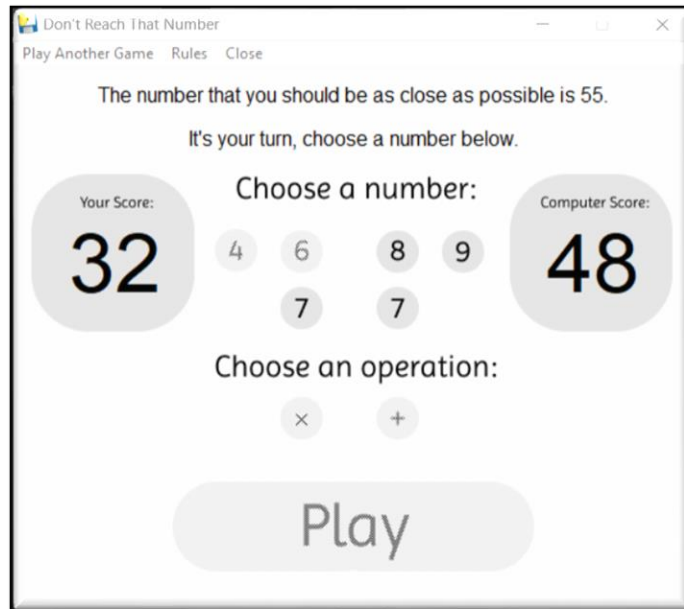 Don't Reach That Number
Play Another Game Rules Close
The number that you should be as close as possible is 55.
It's your turn, choose a number below.
Your Score:
32
Choose a number:
4 6 8 9
7 7
Computer Score:
48
Choose an operation:
× +
Play